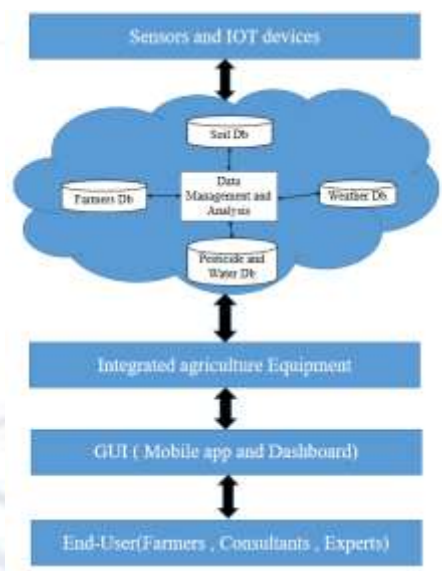 Sensors and IOT devices
Soil Db
Data
Management and
Analysis
Farmers Db
Weather Db
Pesticide and
Water Db
Integrated agriculture Equipment
GUI ( Mobile app and Dashboard)
End-User(Farmers , Consultants , Experts)